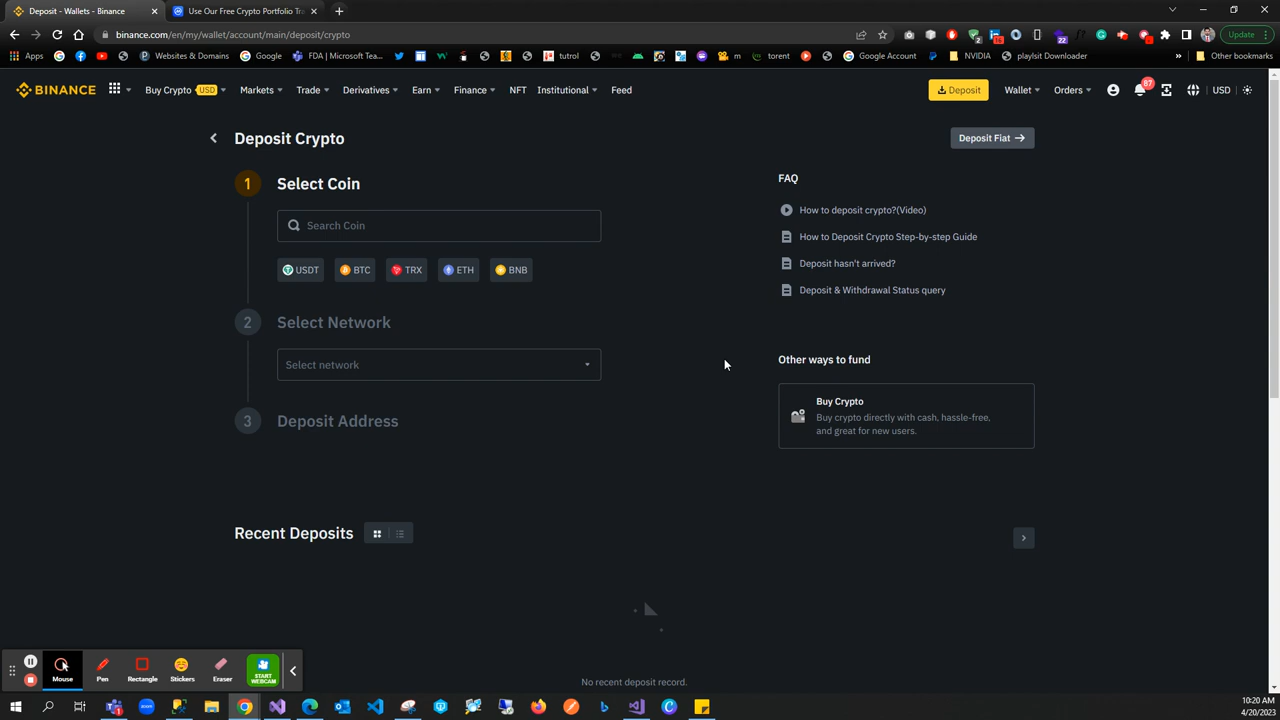 Deposit - Wallets - Binance
Use Our Free Crypto Portfolio Tra
binance.com/en/my/wallet/account/main/deposit/crypto
Update
Apps
Websites & Domains
Google
FDA | Microsoft Tea...
tutrol
m
torent
Google Account
NVIDIA
playlsit Downloader
Other bookmarks
BINANCE
Buy Crypto USD
Markets
Trade
Derivatives
Earn
Finance
NFT
Institutional
Feed
Deposit
Wallet
Orders
87
USD
Deposit Crypto
Deposit Fiat
1 Select Coin
Search Coin
USDT BTC TRX ETH BNB
2 Select Network
Select network
3 Deposit Address
FAQ
How to deposit crypto?(Video)
How to Deposit Crypto Step-by-step Guide
Deposit hasn't arrived?
Deposit & Withdrawal Status query
Other ways to fund
Buy Crypto
Buy crypto directly with cash, hassle-free,
and great for new users.
Recent Deposits
No recent deposit record.
Mouse
Pen
Rectangle
Stickers
Eraser
START
WEBCAM
10:20 AM
4/20/2023